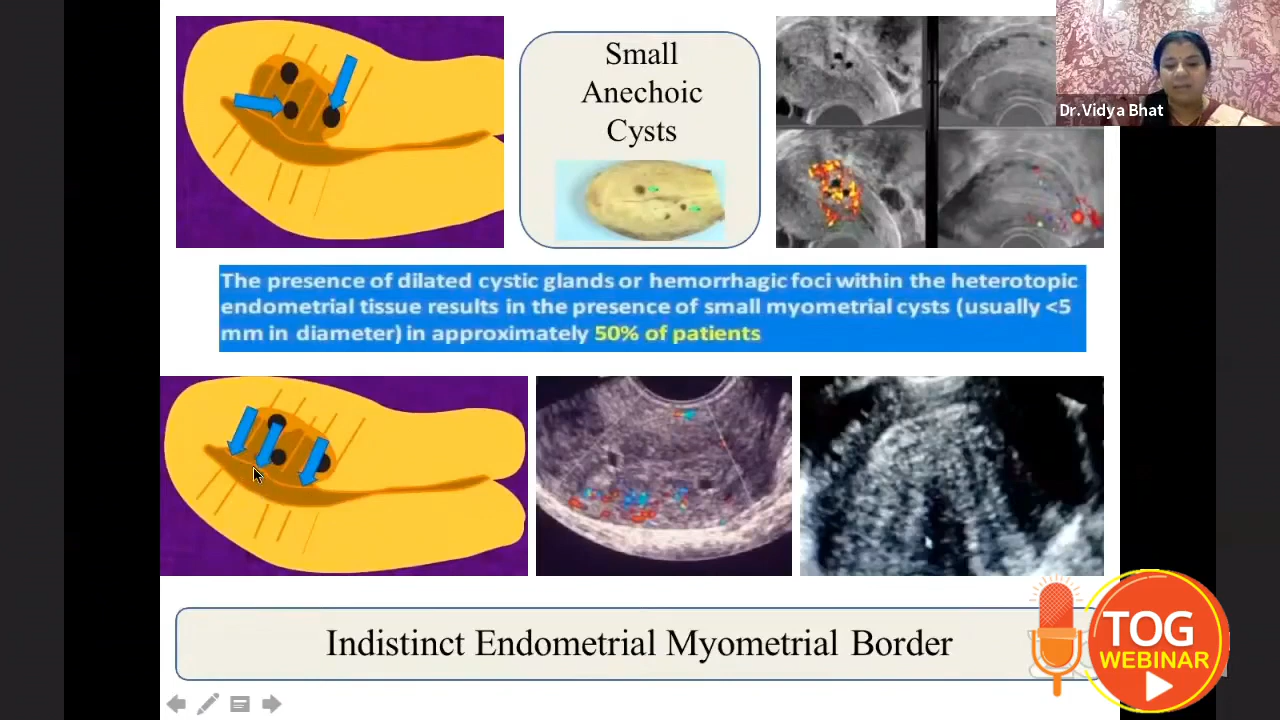 Small
Anechoic
Cysts
Dr.Vidya Bhat
The presence of dilated cystic glands or hemorrhagic foci within the heterotopic
endometrial tissue results in the presence of small myometrial cysts (usually <5
mm in diameter) in approximately 50% of patients
Indistinct Endometrial Myometrial Border
TOG
WEBINAR